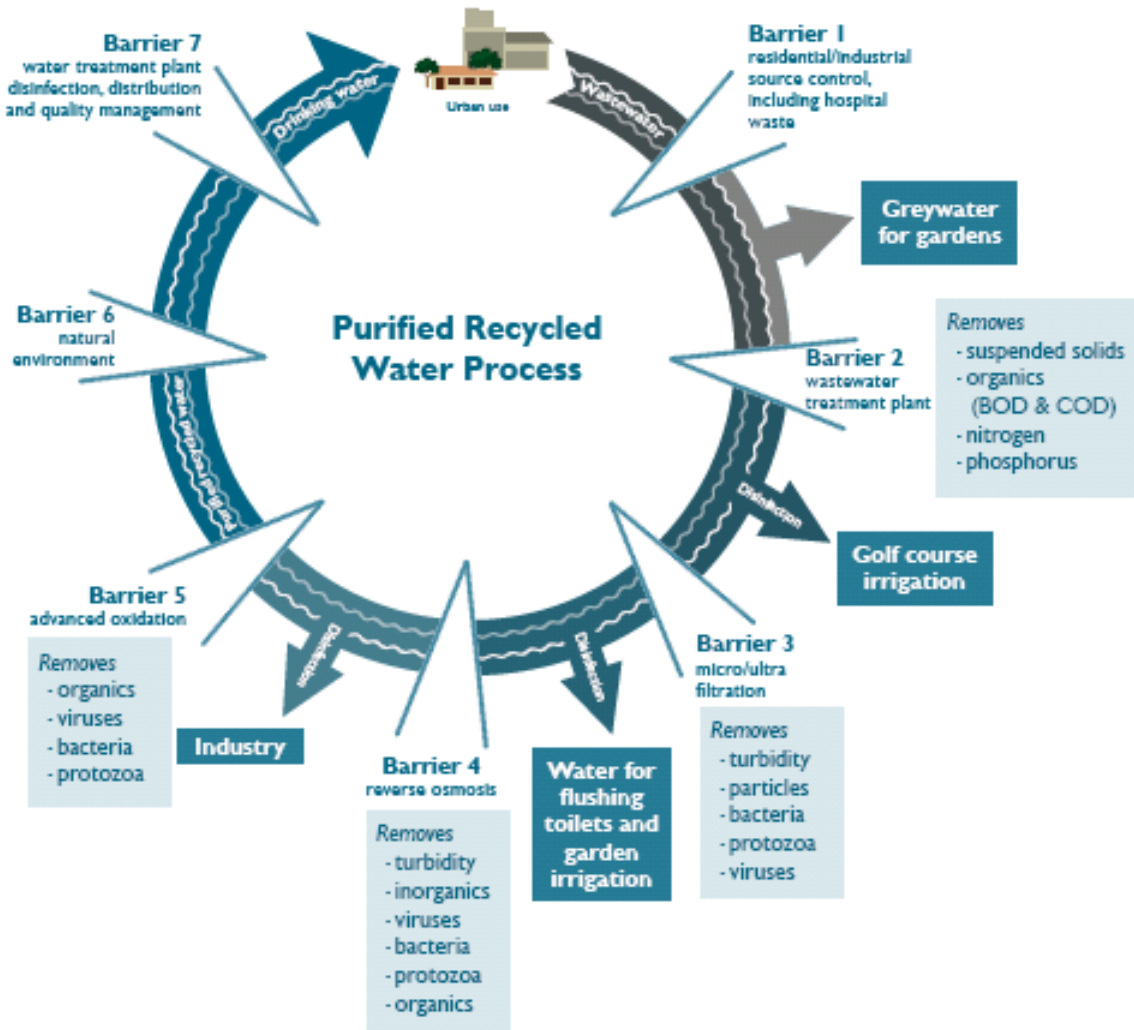 Purified Recycled
Water Process
Urban use
Wastewater
Barrier 1
residential/industrial
source control,
including hospital
waste
Greywater
for gardens
Barrier 2
wastewater
treatment plant
Removes
- suspended solids
- organics
(BOD & COD)
- nitrogen
- phosphorus
Disinfection
Golf course
irrigation
Barrier 3
micro/ultra
filtration
Removes
- turbidity
- particles
- bacteria
- protozoa
- viruses
Disinfection
Water for
flushing
toilets and
garden
irrigation
Barrier 4
reverse osmosis
Removes
- turbidity
- inorganics
- viruses
- bacteria
- protozoa
- organics
Disinfection
Industry
Barrier 5
advanced oxidation
Removes
- organics
- viruses
- bacteria
- protozoa
Purified recycled water
Barrier 6
natural
environment
Barrier 7
water treatment plant
disinfection, distribution
and quality management
Drinking water